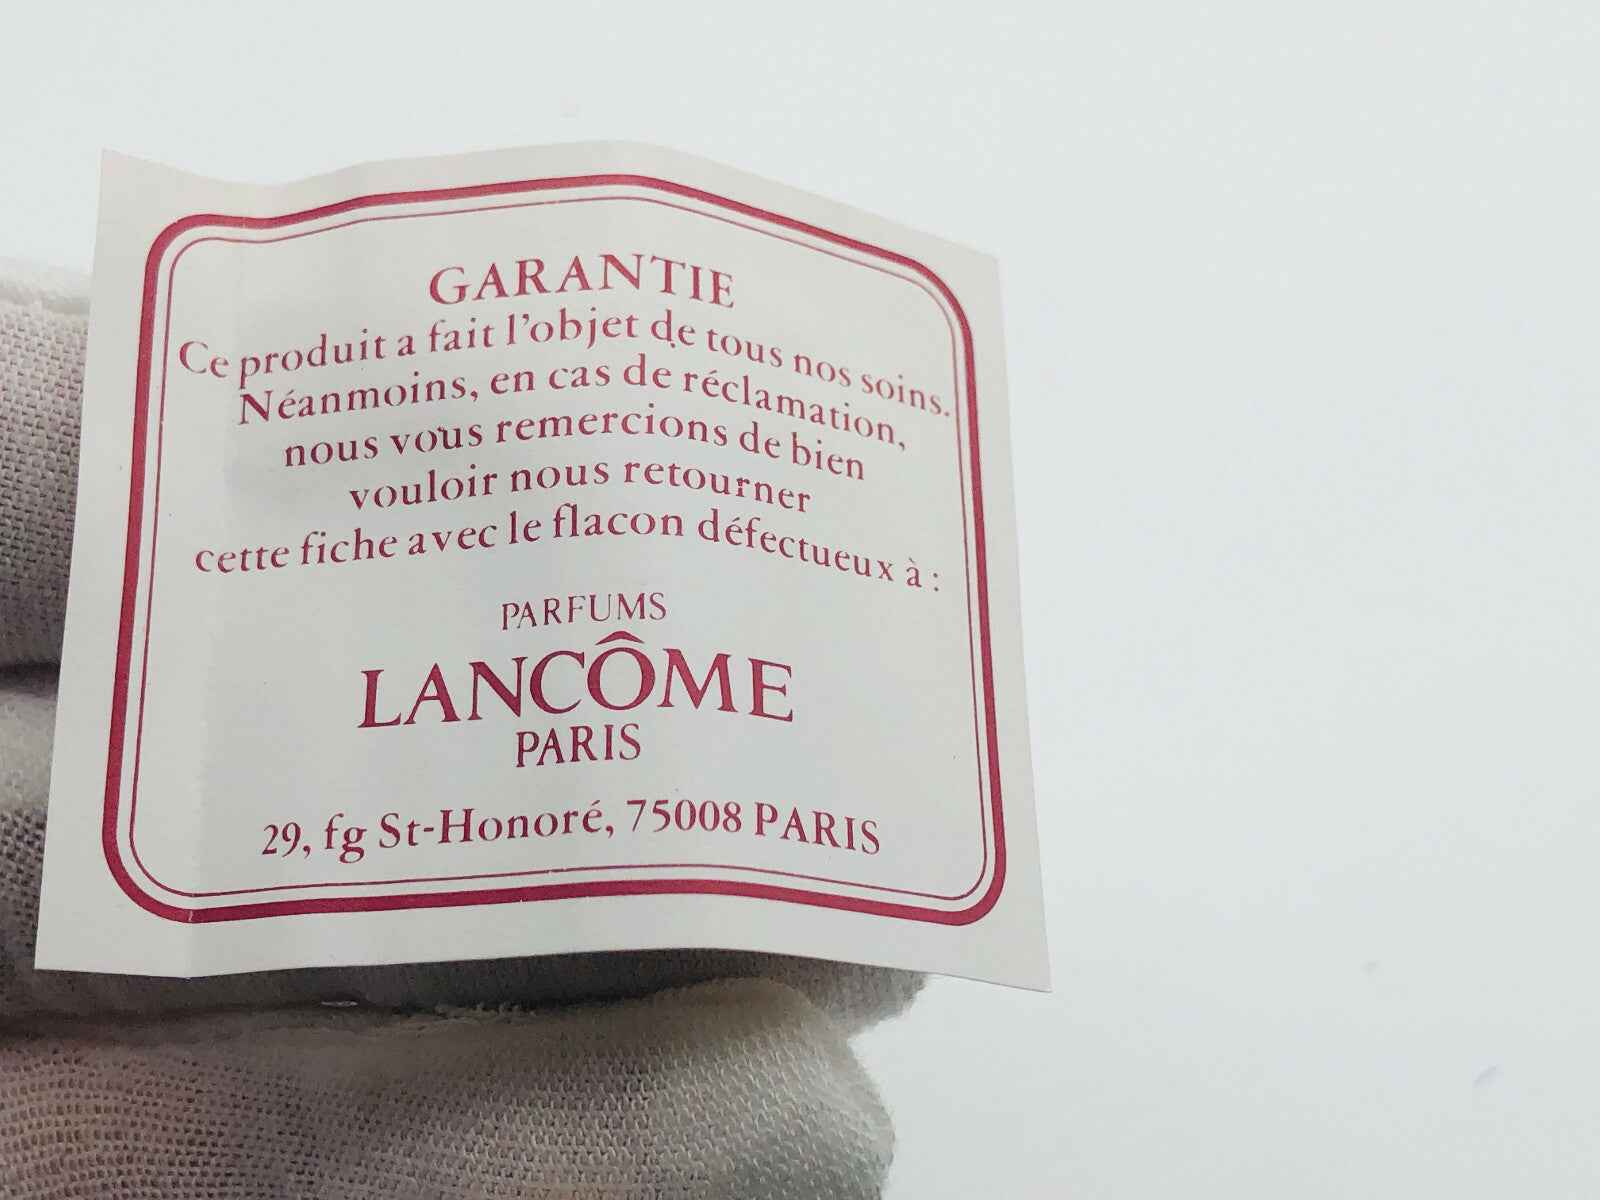 GARANTIE
Ce produit a fait l'objet de tous nos soins.
Néanmoins, en cas de réclamation,
nous vous remercions de bien
vouloir nous retourner
cette fiche avec le flacon défectueux à :
PARFUMS
LANCÔME
PARIS
29, fg St-Honoré, 75008 PARIS